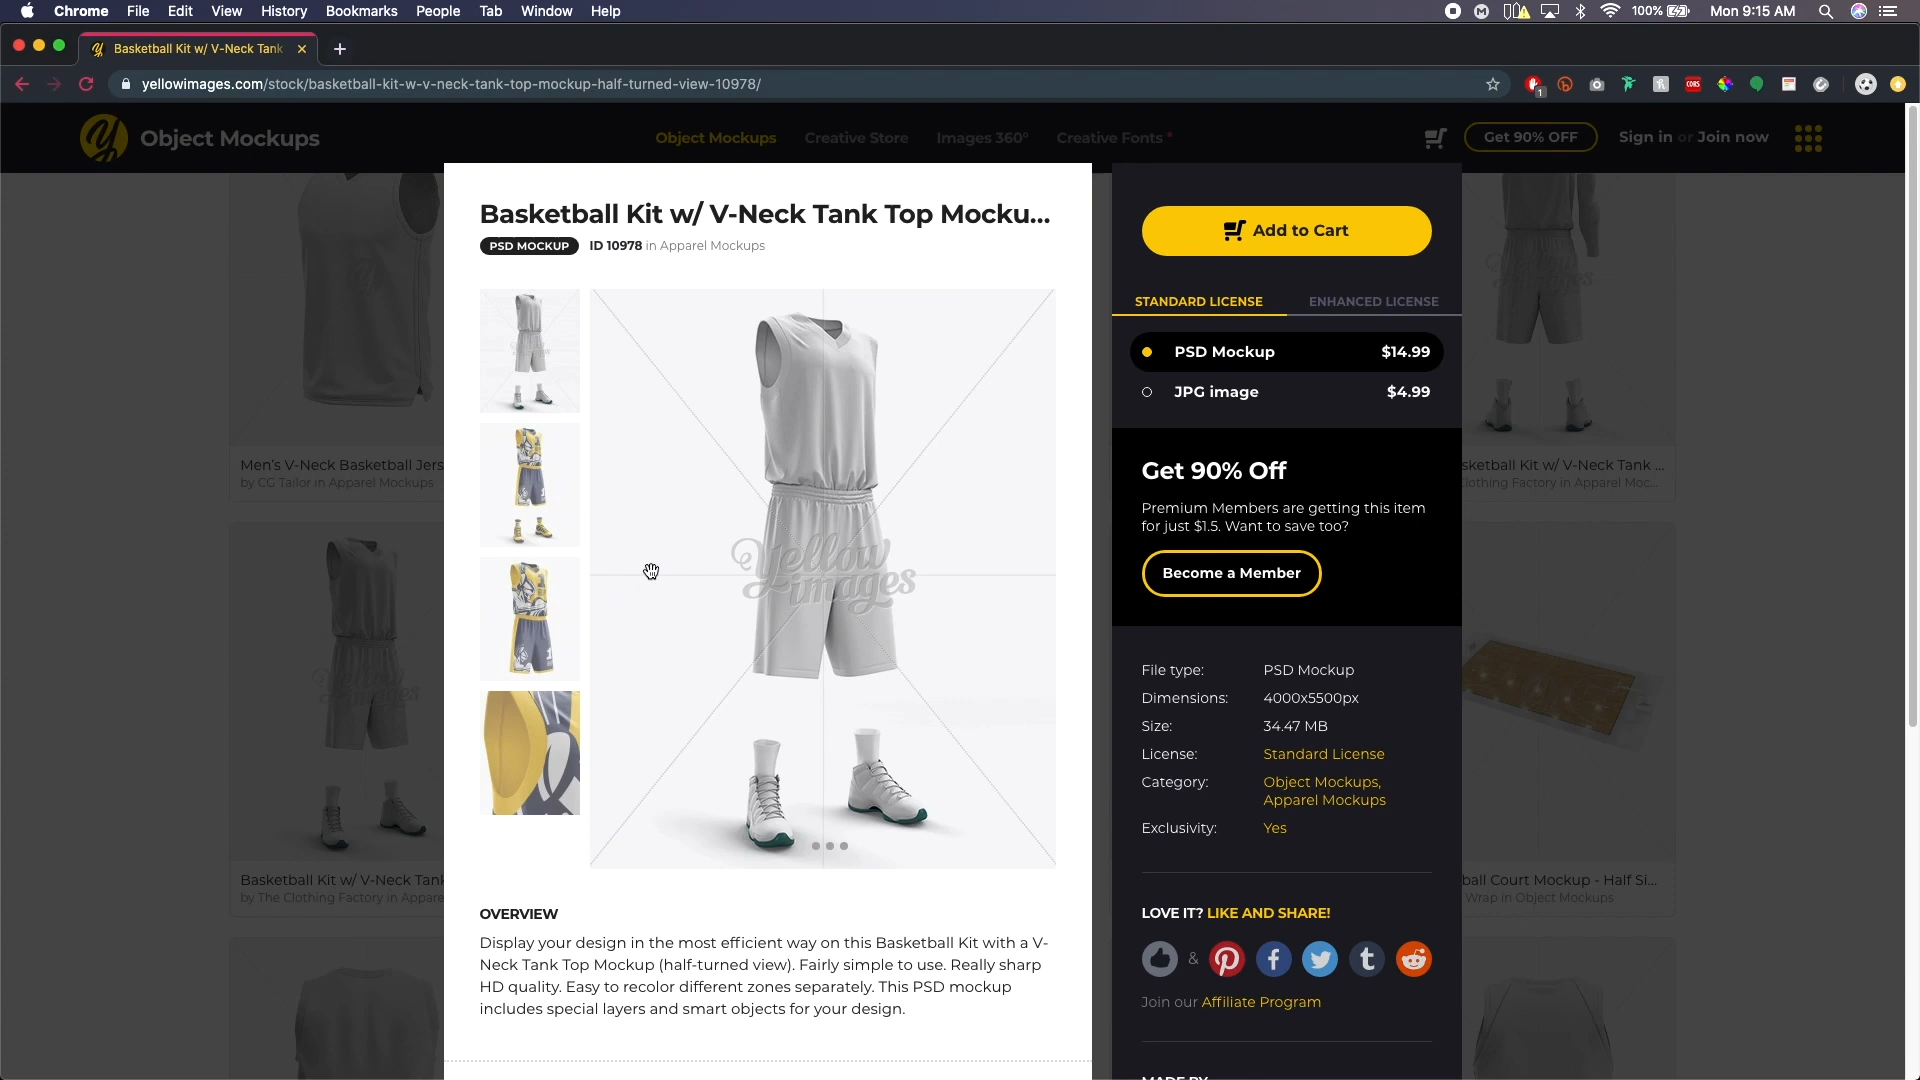 Chrome File Edit View History Bookmarks People Tab Window Help
100% Mon 9:15 AM
Basketball Kit w/ V-Neck Tank
yellowimages.com/stock/basketball-kit-w-v-neck-tank-top-mockup-half-turned-view-10978/
1
CORS
Object Mockups
Object Mockups Creative Store Images 360° Creative Fonts *
Get 90% OFF
Sign in or Join now
Basketball Kit w/ V-Neck Tank Top Mocku...
PSD MOCKUP ID 10978 in Apparel Mockups
Yellow
images
OVERVIEW
Display your design in the most efficient way on this Basketball Kit with a V-
Neck Tank Top Mockup (half-turned view). Fairly simple to use. Really sharp
HD quality. Easy to recolor different zones separately. This PSD mockup
includes special layers and smart objects for your design.
Add to Cart
STANDARD LICENSE ENHANCED LICENSE
PSD Mockup $14.99
JPG image $4.99
Get 90% Off
Premium Members are getting this item
for just $1.5. Want to save too?
Become a Member
File type: PSD Mockup
Dimensions: 4000x5500px
Size: 34.47 MB
License: Standard License
Category: Object Mockups,
Apparel Mockups
Exclusivity: Yes
LOVE IT? LIKE AND SHARE!
&
Join our Affiliate Program
MADE BY
Men's V-Neck Basketball Jers
by CG Tailor in Apparel Mockups
Basketball Kit w/ V-Neck Tank
by The Clothing Factory in Appare
sketball Kit w/ V-Neck Tank ...
lothing Factory in Apparel Moc...
ball Court Mockup - Half Si...
Wrap in Object Mockups
Yellow
Images
Yellow
Images